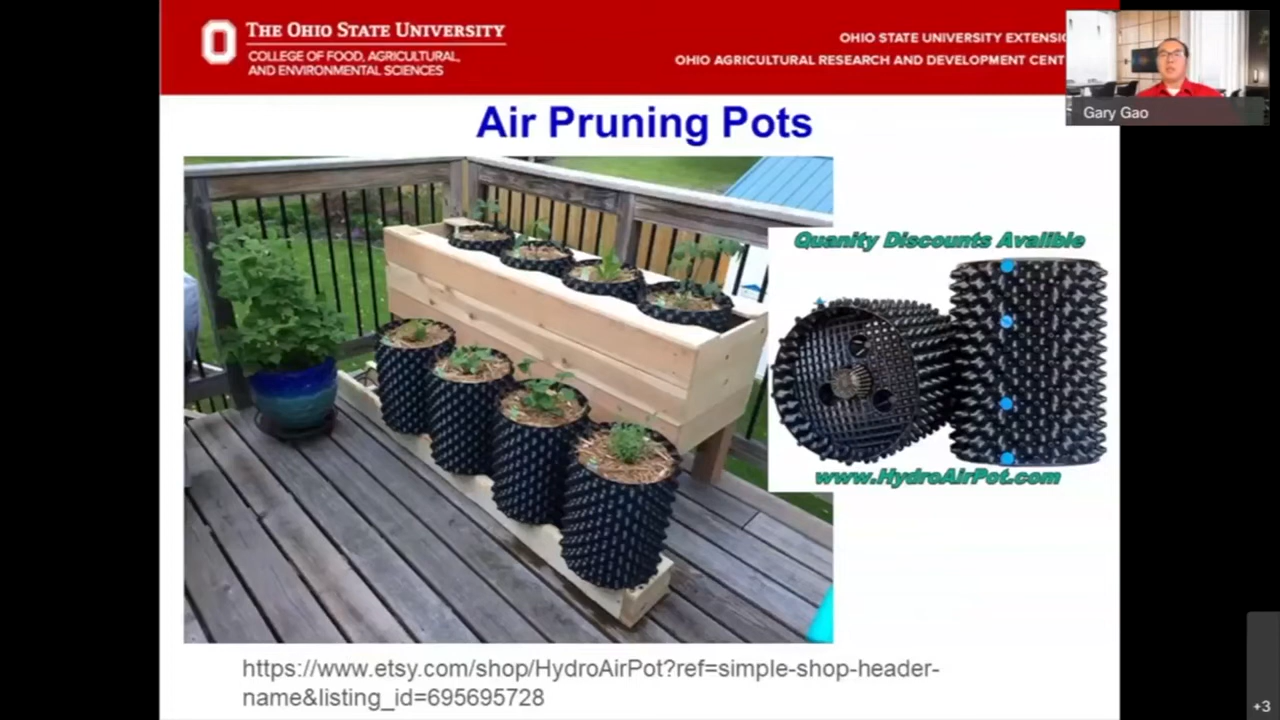 THE OHIO STATE UNIVERSITY
COLLEGE OF FOOD, AGRICULTURAL,
AND ENVIRONMENTAL SCIENCES
OHIO STATE UNIVERSITY EXTENSIO
OHIO AGRICULTURAL RESEARCH AND DEVELOPMENT CENT
Gary Gao
Air Pruning Pots
Quanity Discounts Availible
www.HydroAirPot.com
https://www.etsy.com/shop/HydroAirPot?ref=simple-shop-header-
name&listing_id=695695728
+3